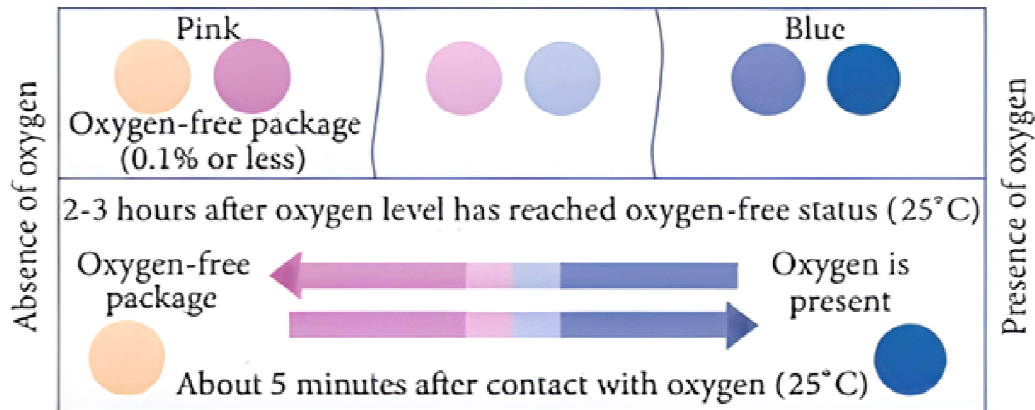 Absence of oxygen
Pink
Blue
Oxygen-free package
(0.1% or less)
2-3 hours after oxygen level has reached oxygen-free status (25°C)
Oxygen-free
package
Oxygen is
present
About 5 minutes after contact with oxygen (25°C)
Presence of oxygen